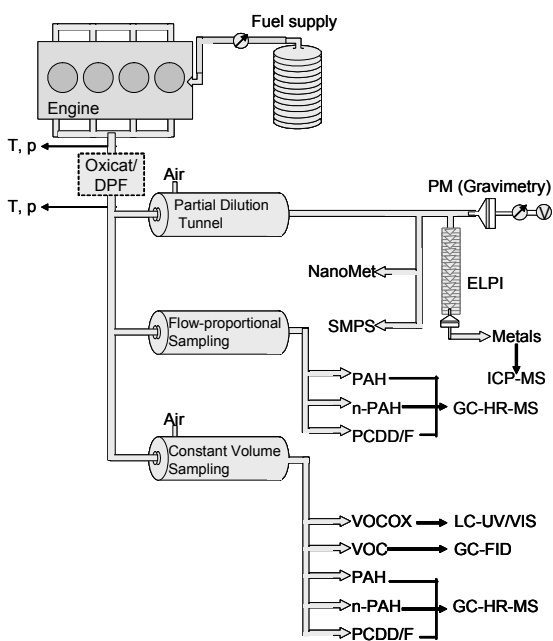 Fuel supply
Engine
T, p
Oxicat/
DPF
T, p
Air
Partial Dilution
Tunnel
PM (Gravimetry)
V
NanoMet
ELPI
SMPS
Metals
ICP-MS
Flow-proportional
Sampling
PAH
n-PAH
GC-HR-MS
PCDD/F
Air
Constant Volume
Sampling
VOCOX
LC-UV/VIS
VOC
GC-FID
PAH
n-PAH
GC-HR-MS
PCDD/F